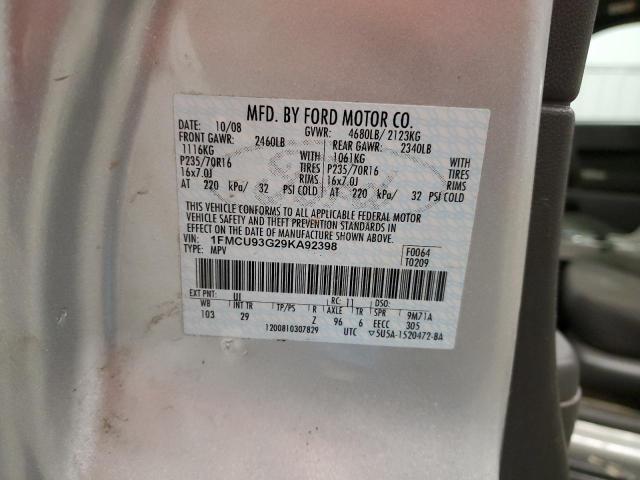 MFD. BY FORD MOTOR CO.
DATE: 10/08 GVWR: 4680LB/ 2123KG
FRONT GAWR: 2460LB REAR GAWR: 2340LB
1116KG WITH 1061KG WITH
P235/70R16 TIRES P235/70R16 TIRES
16x7.0J RIMS 16x7.0J RIMS
AT 220 kPa/ 32 PSI COLD AT 220 kPa/ 32 PSI COLD
THIS VEHICLE CONFORMS TO ALL APPLICABLE FEDERAL MOTOR
VEHICLE SAFETY AND THEFT PREVENTION STANDARDS IN
EFFECT ON THE DATE OF MANUFACTURE SHOWN ABOVE.
VIN: 1FMCU93G29KA92398 F0064
TYPE: MPV T0209
EXT PNT: UI RC: 11 DSO:
WB INT TR TP/PS R AXLE TR SPR 9M71A
103 29 Z 96 6 EECC 305
1200810307829 UTC ▽5U5A-1520472-BA